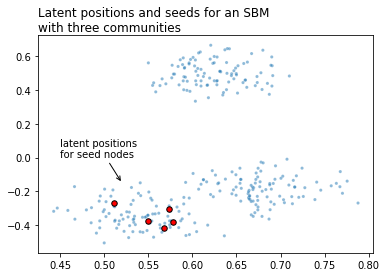 Latent positions and seeds for an SBM
with three communities
0.6
0.4
0.2
0.0
−0.2
−0.4
latent positions
for seed nodes
0.45 0.50 0.55 0.60 0.65 0.70 0.75 0.80